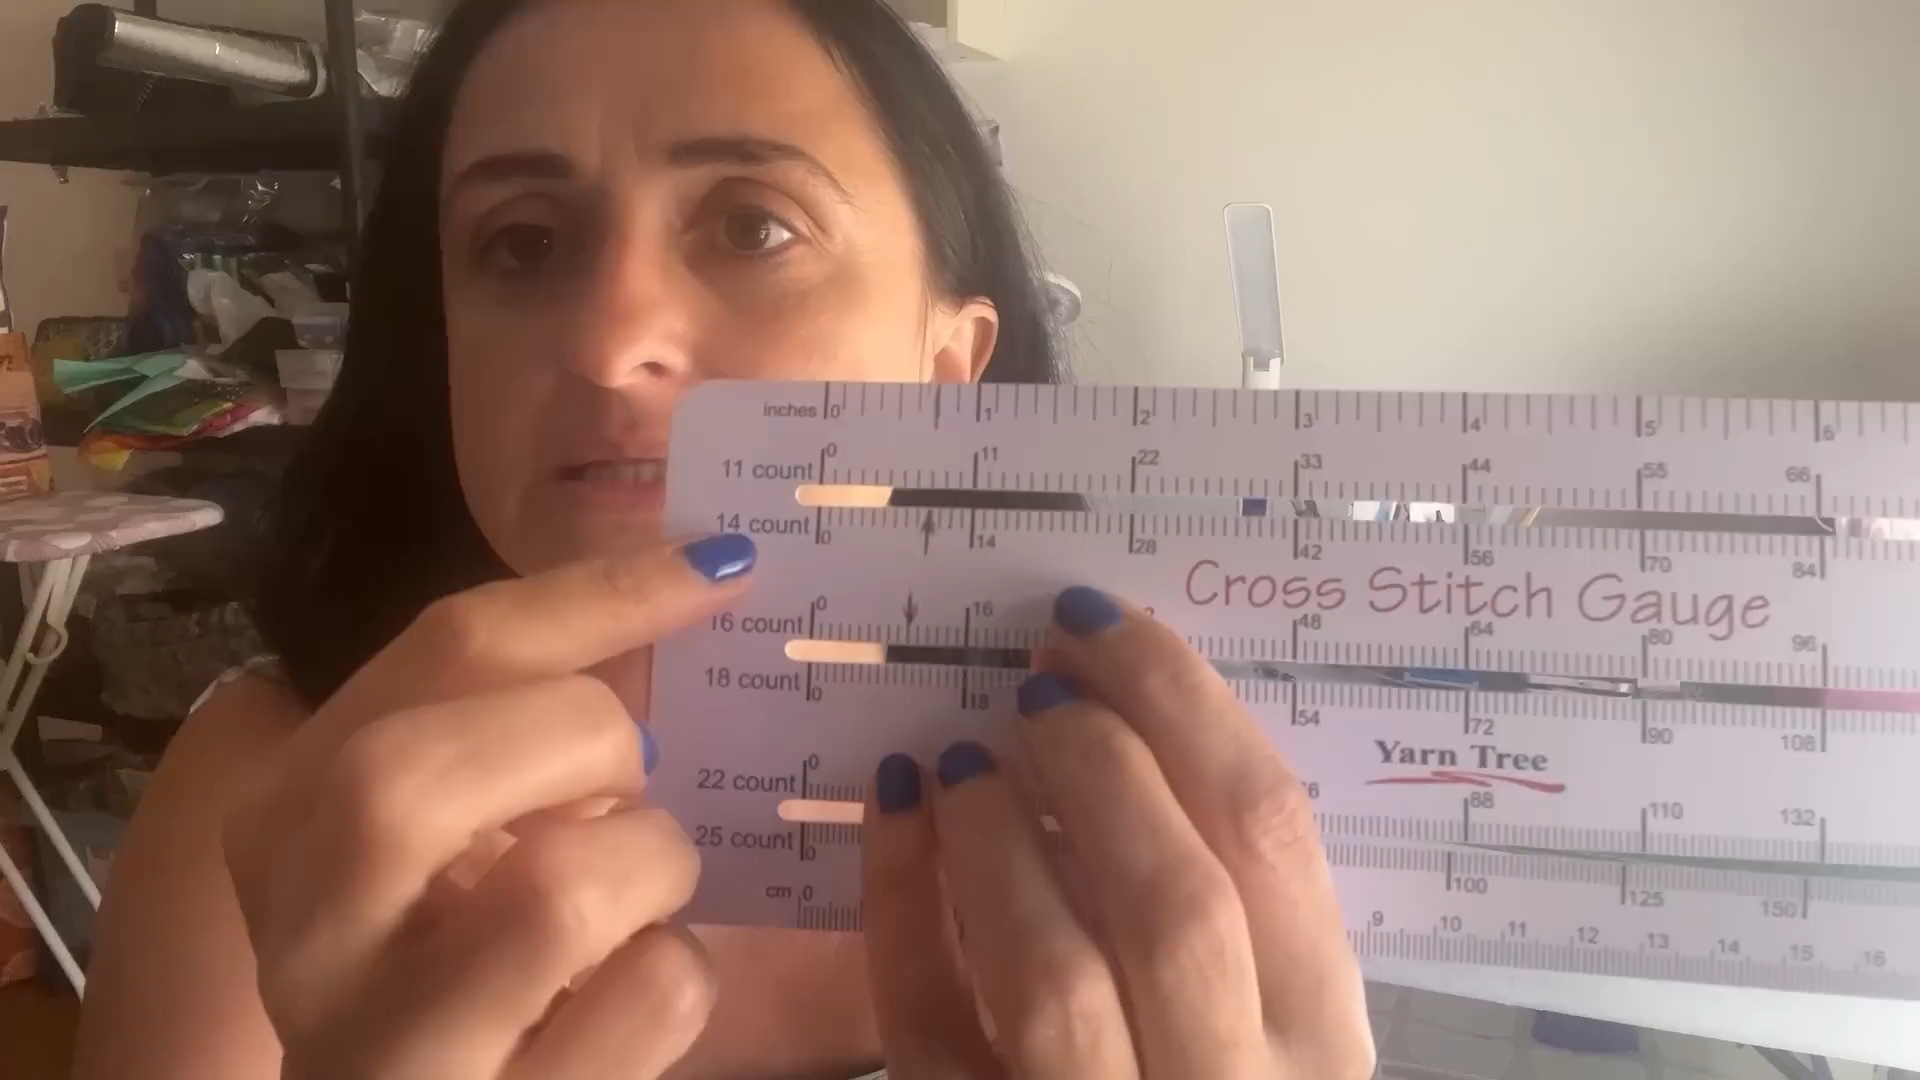 inches 0 1 2 3 4 5 6
0 11 22 33 44 55 66
11 count
14 count 0 14 28 42 56 70 84
Cross Stitch Gauge
0 16 48 64 80 96
16 count
18 count 0 18 54 72 90 108
Yarn Tree
22 count 0 88 110 132
25 count 0 100 125 150
cm 0 9 10 11 12 13 14 15 16